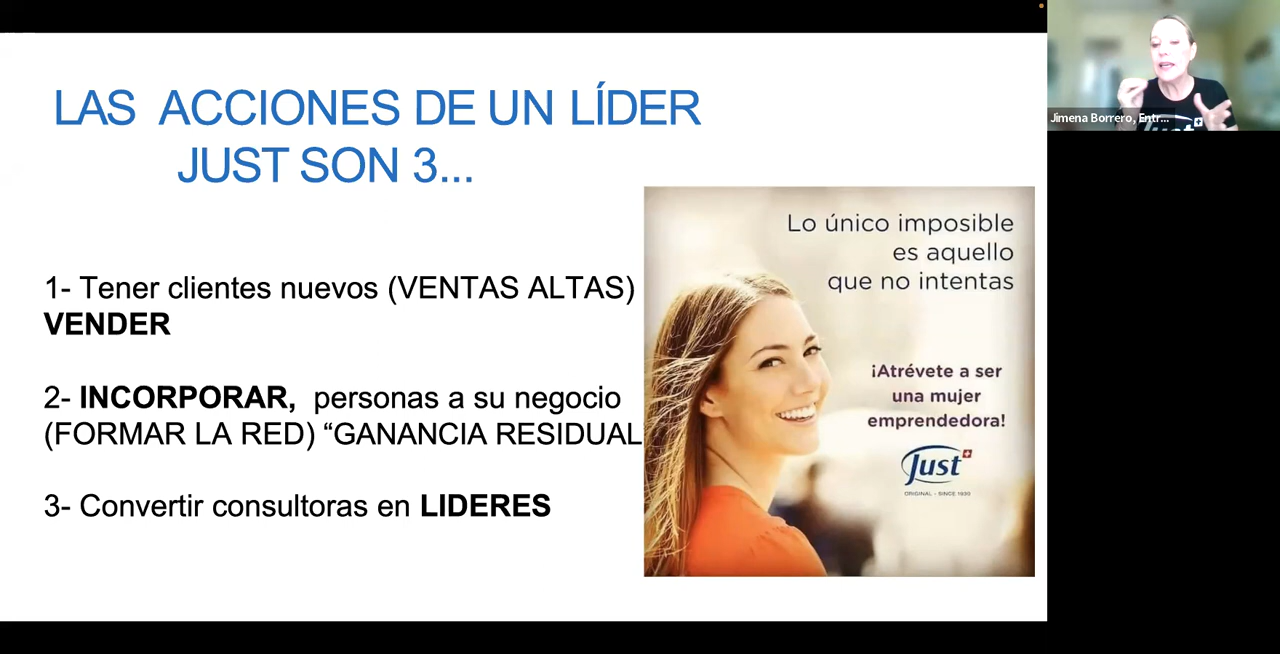 LAS ACCIONES DE UN LÍDER
JUST SON 3...
1- Tener clientes nuevos (VENTAS ALTAS)
VENDER
2- INCORPORAR, personas a su negocio
(FORMAR LA RED) “GANANCIA RESIDUAL
3- Convertir consultoras en LIDERES
Lo único imposible
es aquello
que no intentas
¡Atrévete a ser
una mujer
emprendedora!
Just
ORIGINAL - SINCE 1930
Jimena Borrero, Entr...
Just